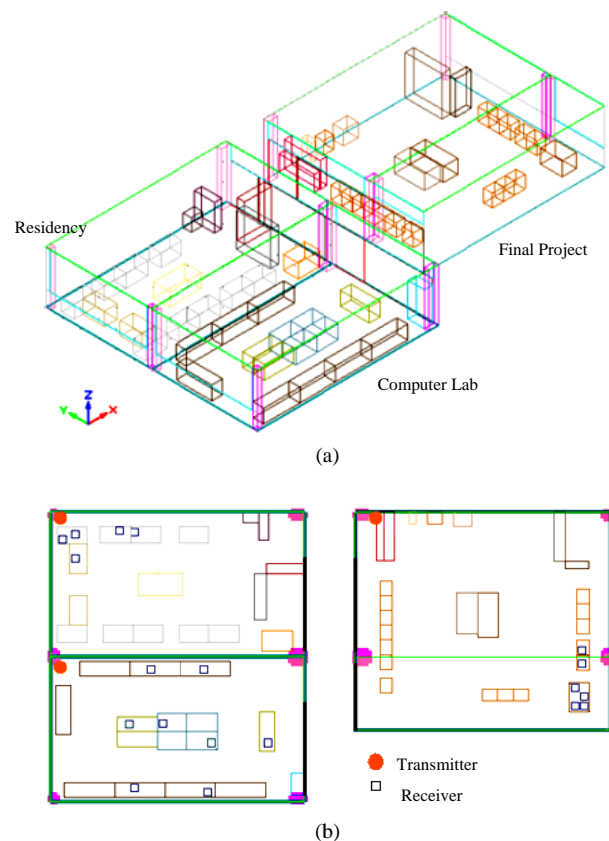 Residency
Final Project
Computer Lab
Z
Y
X
(a)
Transmitter
Receiver
(b)